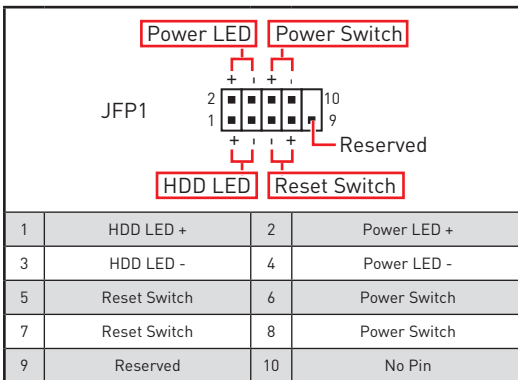 Power LED Power Switch
+ - + -
JFP1
2 10
1 9
+ - - +
Reserved
HDD LED Reset Switch
1 HDD LED + 2 Power LED +
3 HDD LED - 4 Power LED -
5 Reset Switch 6 Power Switch
7 Reset Switch 8 Power Switch
9 Reserved 10 No Pin